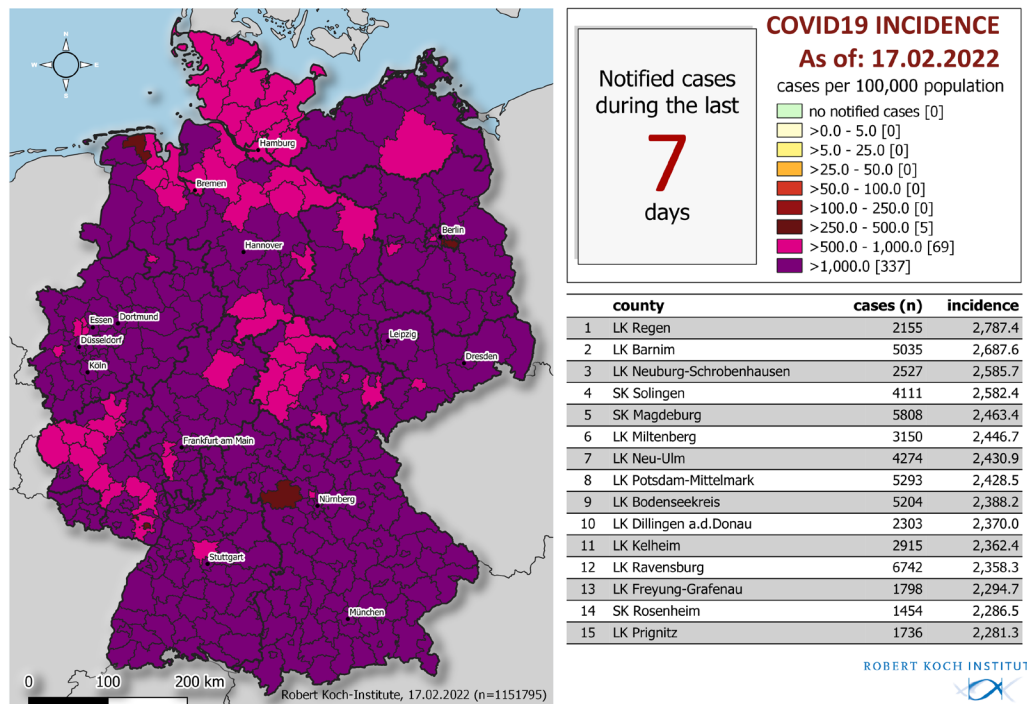 COVID19 INCIDENCE
As of: 17.02.2022
cases per 100,000 population
Notified cases
during the last
7
days
no notified cases [0]
>0.0 - 5.0 [0]
>5.0 - 25.0 [0]
>25.0 - 50.0 [0]
>50.0 - 100.0 [0]
>100.0 - 250.0 [0]
>250.0 - 500.0 [5]
>500.0 - 1,000.0 [69]
>1,000.0 [337]
N
W E
S
Hamburg
Bremen
Berlin
Hannover
Essen Dortmund
Düsseldorf
Leipzig
Dresden
Köln
Frankfurt am Main
Nürnberg
Stuttgart
München
0 100 200 km
Robert Koch-Institute, 17.02.2022 (n=1151795)
county cases (n) incidence
1 LK Regen 2155 2,787.4
2 LK Barnim 5035 2,687.6
3 LK Neuburg-Schrobenhausen 2527 2,585.7
4 SK Solingen 4111 2,582.4
5 SK Magdeburg 5808 2,463.4
6 LK Miltenberg 3150 2,446.7
7 LK Neu-Ulm 4274 2,430.9
8 LK Potsdam-Mittelmark 5293 2,428.5
9 LK Bodenseekreis 5204 2,388.2
10 LK Dillingen a.d.Donau 2303 2,370.0
11 LK Kelheim 2915 2,362.4
12 LK Ravensburg 6742 2,358.3
13 LK Freyung-Grafenau 1798 2,294.7
14 SK Rosenheim 1454 2,286.5
15 LK Prignitz 1736 2,281.3
ROBERT KOCH INSTITUT